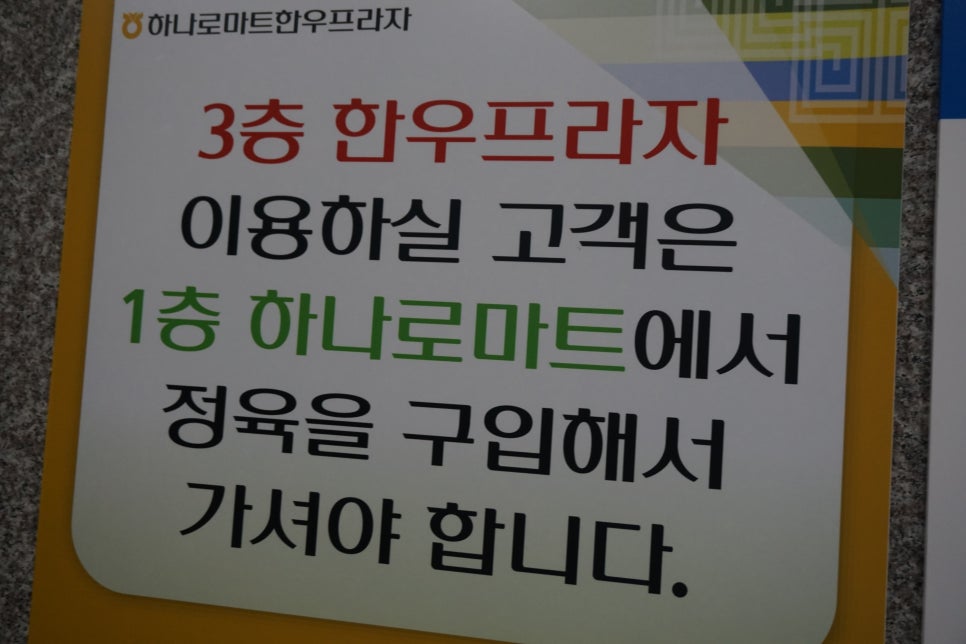 하나로마트한우프라자
3층 한우프라자
이용하실 고객은
1층 하나로마트에서
정육을 구입해서
가셔야 합니다.